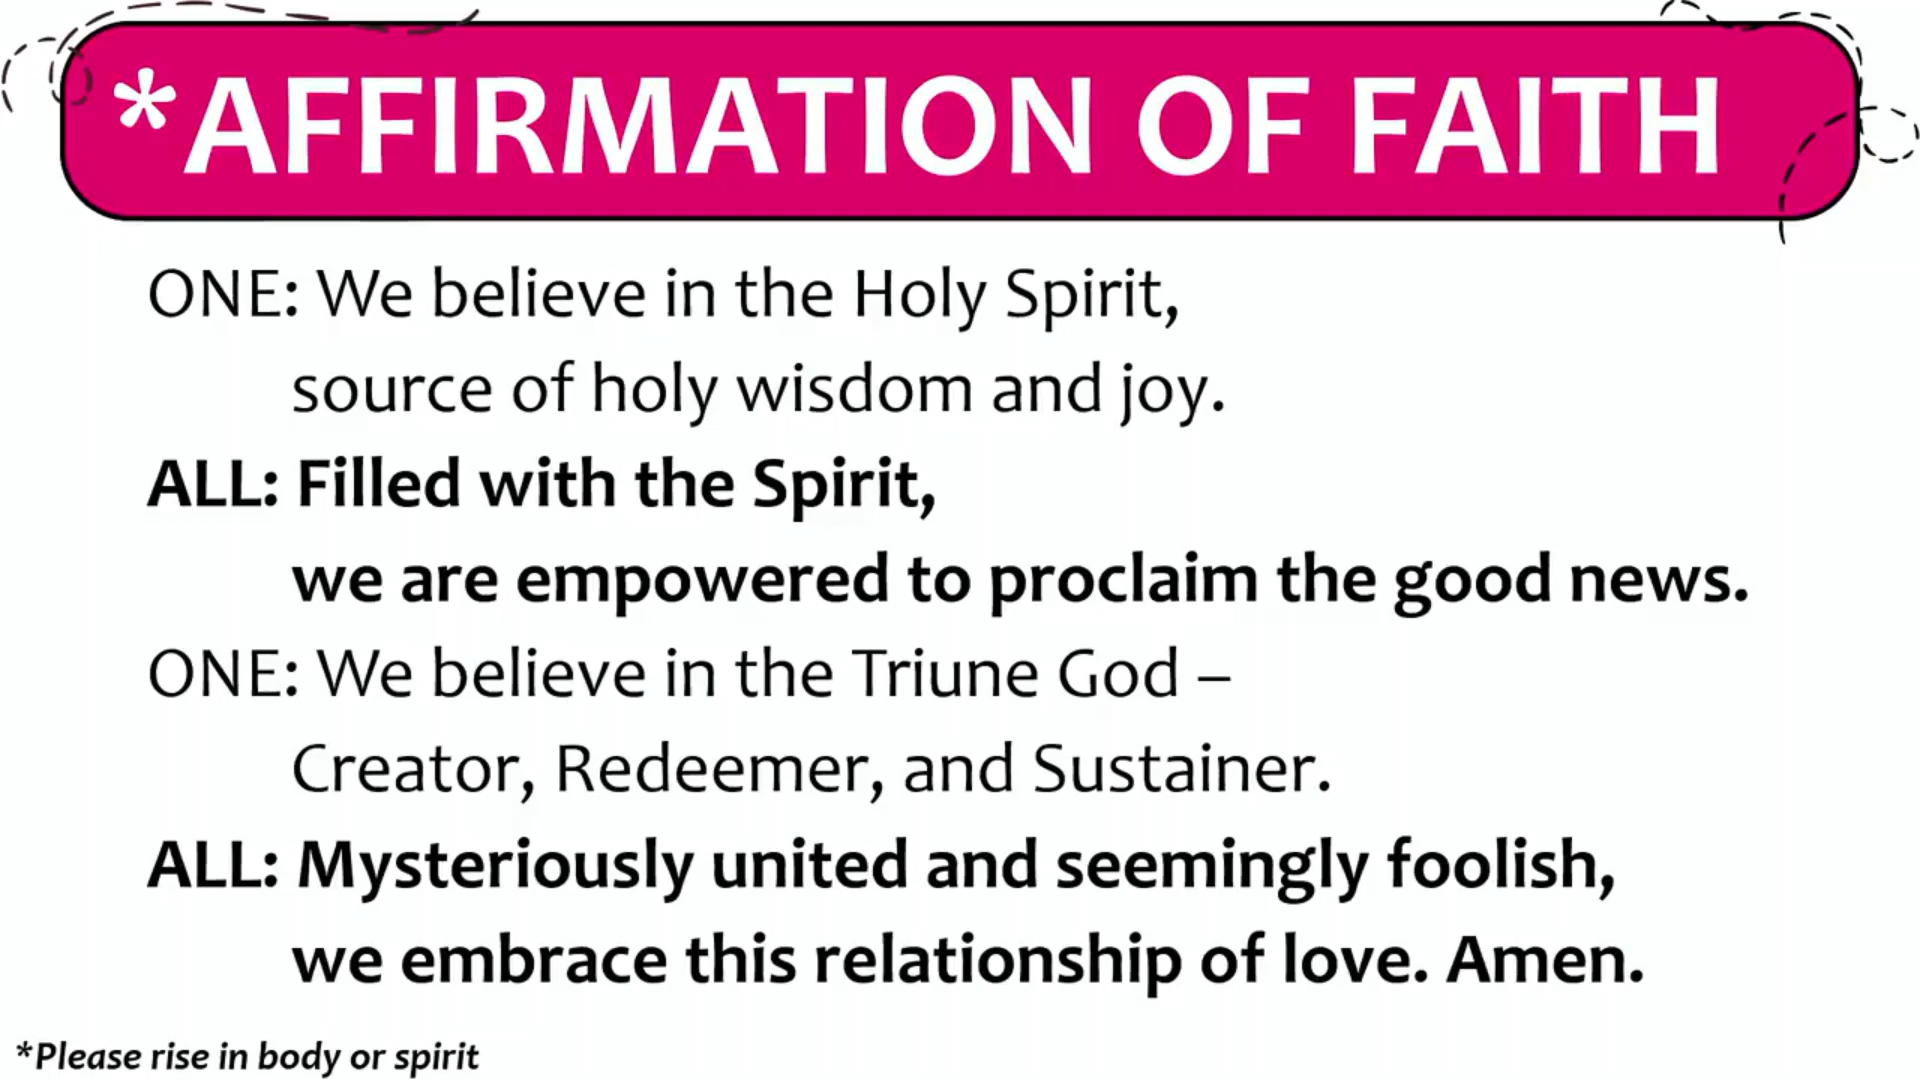 *AFFIRMATION OF FAITH
ONE: We believe in the Holy Spirit,
source of holy wisdom and joy.
ALL: Filled with the Spirit,
we are empowered to proclaim the good news.
ONE: We believe in the Triune God –
Creator, Redeemer, and Sustainer.
ALL: Mysteriously united and seemingly foolish,
we embrace this relationship of love. Amen.
*Please rise in body or spirit